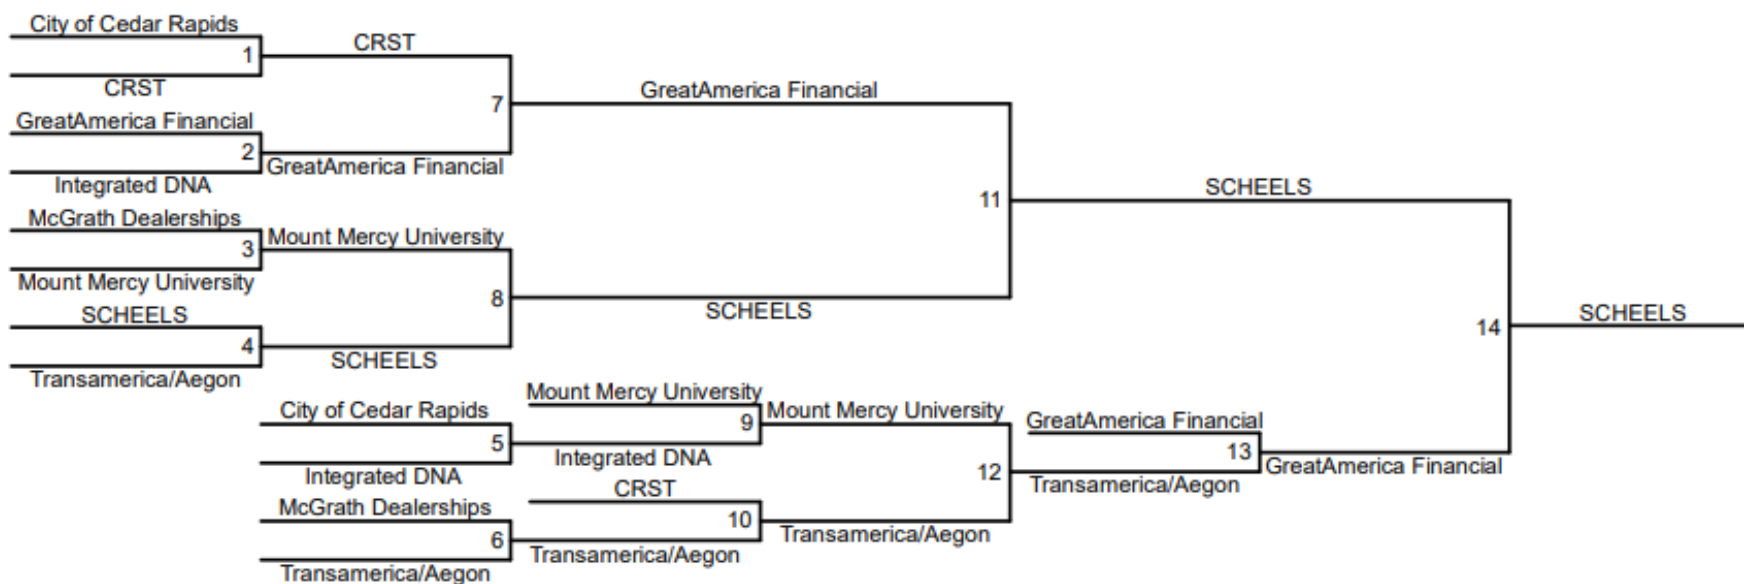 City of Cedar Rapids
1
CRST
CRST
GreatAmerica Financial
2
Integrated DNA
GreatAmerica Financial
7
GreatAmerica Financial
McGrath Dealerships
3
Mount Mercy University
Mount Mercy University
SCHEELS
4
Transamerica/Aegon
SCHEELS
8
SCHEELS
11
SCHEELS
City of Cedar Rapids
5
Integrated DNA
Mount Mercy University
9
Integrated DNA
Mount Mercy University
McGrath Dealerships
6
Transamerica/Aegon
CRST
10
Transamerica/Aegon
Transamerica/Aegon
12
GreatAmerica Financial
13
Transamerica/Aegon
GreatAmerica Financial
14
SCHEELS